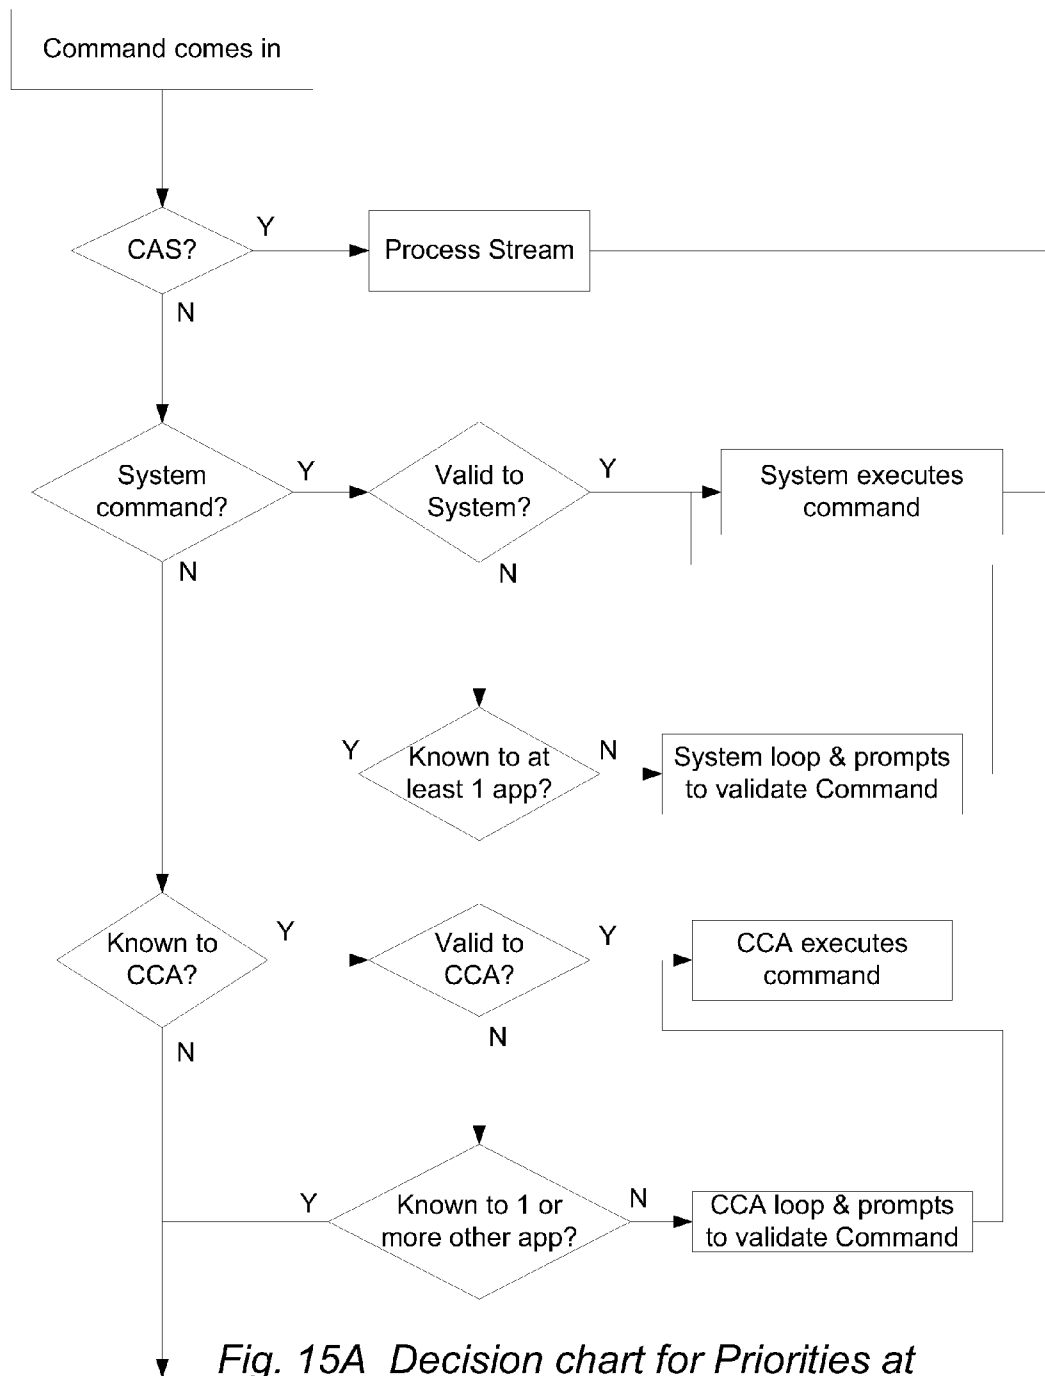 Command comes in
CAS?
Y
Process Stream
N
System
command?
Y
Valid to
System?
Y
System executes
command
N
N
Y
Known to at
least 1 app?
N
System loop & prompts
to validate Command
Known to
CCA?
Y
Valid to
CCA?
Y
CCA executes
command
N
N
Y
Known to 1 or
more other app?
N
CCA loop & prompts
to validate Command
Fig. 15A Decision chart for Priorities at